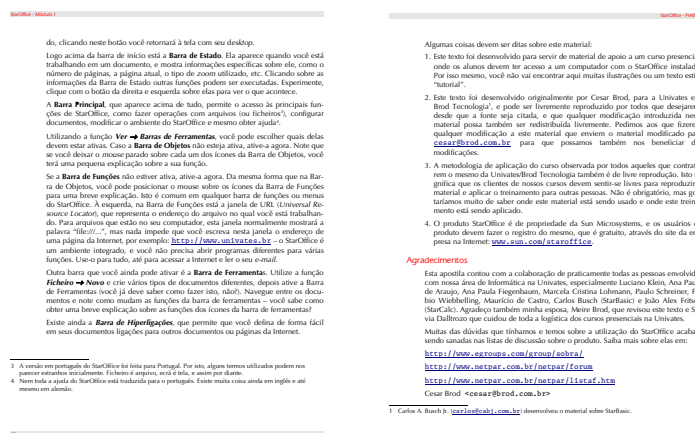 StarOffice - Módulo 1
do, clicando neste botão você retornará à tela com seu desktop.
Logo acima da barra de início está a Barra de Estado. Ela aparece quando você está
trabalhando em um documento, e mostra informações específicas sobre ele, como o
número de páginas, a página atual, o tipo de zoom utilizado, etc. Clicando sobre as
informações da Barra de Estado outras funções podem ser executadas. Experimente,
clique com o botão da direita e esquerda sobre elas para ver o que acontece.
A Barra Principal, que aparece acima de tudo, permite o acesso às principais fun-
ções de StarOffice, como fazer operações com arquivos (ou ficheiros³), configurar
documentos, modificar o ambiente de StarOffice e mesmo obter ajuda⁴.
Utilizando a função Ver → Barras de Ferramentas, você pode escolher quais delas
devem estar ativas. Caso a Barra de Objetos não esteja ativa, ative-a agora. Note que
se você deixar o mouse parado sobre cada um dos ícones da Barra de Objetos, você
terá uma pequena explicação sobre a sua função.
Se a Barra de Funções não estiver ativa, ative-a agora. Da mesma forma que na Bar-
ra de Objetos, você pode posicionar o mouse sobre os ícones da Barra de Funções
para uma breve explicação. Isto é comum em qualquer barra de funções ou menus
do StarOffice. À esquerda, na Barra de Funções, está a janela de URL (Universal Re-
source Locator), que representa o endereço do arquivo no qual você está trabalhan-
do. Para arquivos que estão no seu computador, esta janela normalmente mostrará a
palavra "file:///...", mas nada impede que você escreva nesta janela o endereço de
uma página da Internet, por exemplo: http://www.univates.br – o StarOffice é
um ambiente integrado, e você não precisa abrir programas diferentes para várias
funções. Use-o para tudo, até para acessar a Internet e ler o seu e-mail.
Outra barra que você ainda pode ativar é a Barra de Ferramentas. Utilize a função
Ficheiro → Novo e crie vários tipos de documentos diferentes, depois ative a Barra
de Ferramentas (você já deve saber como fazer isto, não?). Navegue entre os docu-
mentos e note como mudam as funções da barra de ferramentas – você sabe como
obter uma breve explicação sobre as funções dos ícones da barra de ferramentas?
Existe ainda a Barra de Hiperligações, que permite que você defina de forma fácil
em seus documentos ligações para outros documentos ou páginas da Internet.
3 A versão em português do StarOffice foi feita para Portugal. Por isto, alguns termos utilizados podem nos
parecer estranhos inicialmente. Ficheiro é arquivo, ecrã é tela, e assim por diante.
4 Nem toda a ajuda do StarOffice está traduzida para o português. Existe muita coisa ainda em inglês e até
mesmo em alemão.
StarOffice - Prefá
Algumas coisas devem ser ditas sobre este material:
1. Este texto foi desenvolvido para servir de material de apoio a um curso presencia
onde os alunos devem ter acesso a um computador com o StarOffice instalad
Por isso mesmo, você não vai encontrar aqui muitas ilustrações ou um texto esti
"tutorial".
2. Este texto foi desenvolvido originalmente por Cesar Brod, para a Univates e
Brod Tecnologia¹, e pode ser livremente reproduzido por todos que desejarem
desde que a fonte seja citada, e que qualquer modificação introduzida nes
material possa também ser redistribuída livremente. Pedimos aos que fizere
qualquer modificação a este material que enviem o material modificado pa
cesar@brod.com.br para que possamos também nos beneficiar d
modificações.
3. A metodologia de aplicação do curso observada por todos aqueles que contrat
rem o mesmo da Univates/Brod Tecnologia também é de livre reprodução. Isto s
gnifica que os clientes de nossos cursos devem sentir-se livres para reproduzir
material e aplicar o treinamento para outras pessoas. Não é obrigatório, mas go
taríamos muito de saber onde este material está sendo usado e onde este treina
mento está sendo aplicado.
4. O produto StarOffice é de propriedade da Sun Microsystems, e os usuários d
produto devem fazer o registro do mesmo, que é gratuito, através do site da em
presa na Internet: www.sun.com/staroffice.
Agradecimentos
Esta apostila contou com a colaboração de praticamente todas as pessoas envolvid
com nossa área de Informática na Univates, especialmente Luciano Klein, Ana Pau
de Araujo, Ana Paula Fiegenbaum, Marcela Cristina Lohmann, Paulo Schreiner, F
bio Wiebbelling, Maurício de Castro, Carlos Busch (StarBasic) e João Alex Fritsc
(StarCalc). Agradeço também minha esposa, Meire Brod, que revisou este texto e S
via Dalltrozo que cuidou de toda a logística dos cursos presenciais na Univates.
Muitas das dúvidas que tínhamos e temos sobre a utilização do StarOffice acaba
sendo sanadas nas listas de discussão sobre o produto. Saiba mais sobre elas em:
http://www.egroups.com/group/sobra/
http://www.netpar.com.br/netpar/forum
http://www.netpar.com.br/netpar/listaf.htm
Cesar Brod <cesar@brod.com.br>
1 Carlos A. Busch Jr. (carlos@cabj.com.br) desenvolveu o material sobre StarBasic.